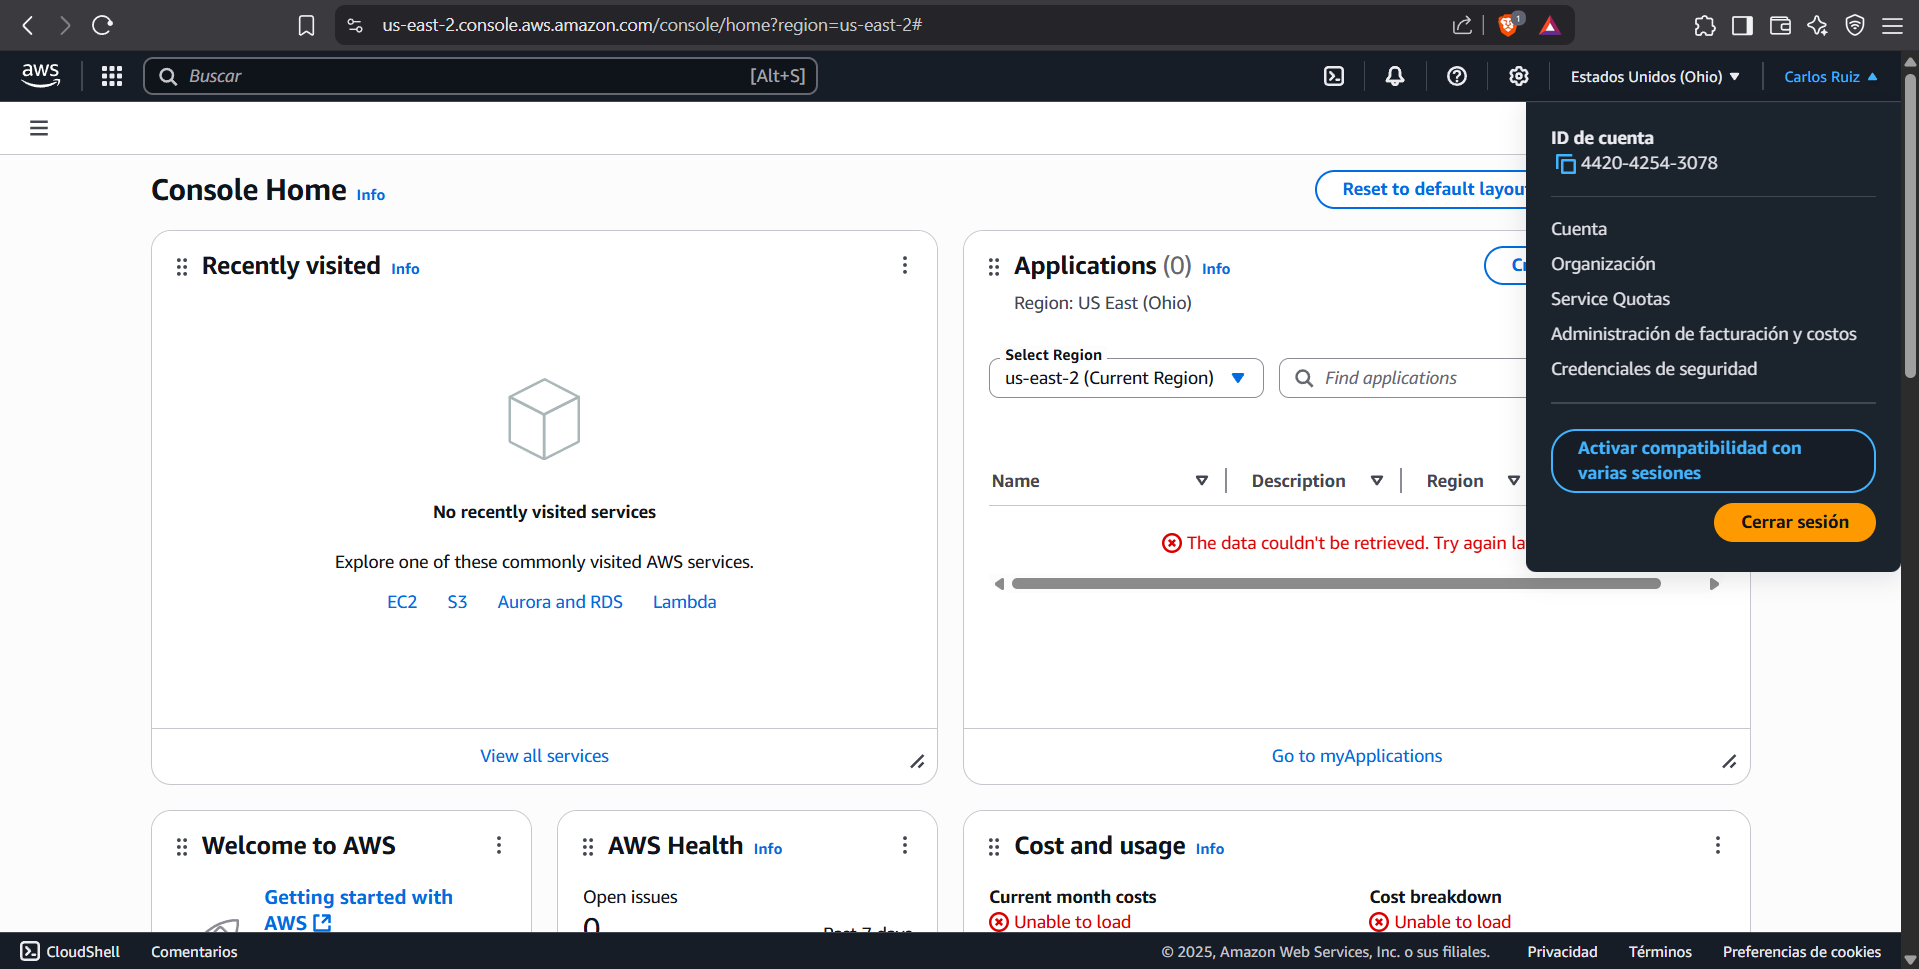 us-east-2.console.aws.amazon.com/console/home?region=us-east-2#
1
aws
Buscar
[Alt+S]
Estados Unidos (Ohio)
Carlos Ruiz
ID de cuenta
4420-4254-3078
Cuenta
Organización
Service Quotas
Administración de facturación y costos
Credenciales de seguridad
Activar compatibilidad con
varias sesiones
Cerrar sesión
Console Home Info
Reset to default layou
Recently visited Info
No recently visited services
Explore one of these commonly visited AWS services.
EC2 S3 Aurora and RDS Lambda
View all services
Applications (0) Info
Region: US East (Ohio)
Select Region
us-east-2 (Current Region)
Find applications
Name Description Region
The data couldn't be retrieved. Try again la
Go to myApplications
Welcome to AWS
Getting started with
AWS
AWS Health Info
Open issues
0
Past 7 days
Cost and usage Info
Current month costs
Unable to load
Cost breakdown
Unable to load
CloudShell
Comentarios
© 2025, Amazon Web Services, Inc. o sus filiales.
Privacidad
Términos
Preferencias de cookies